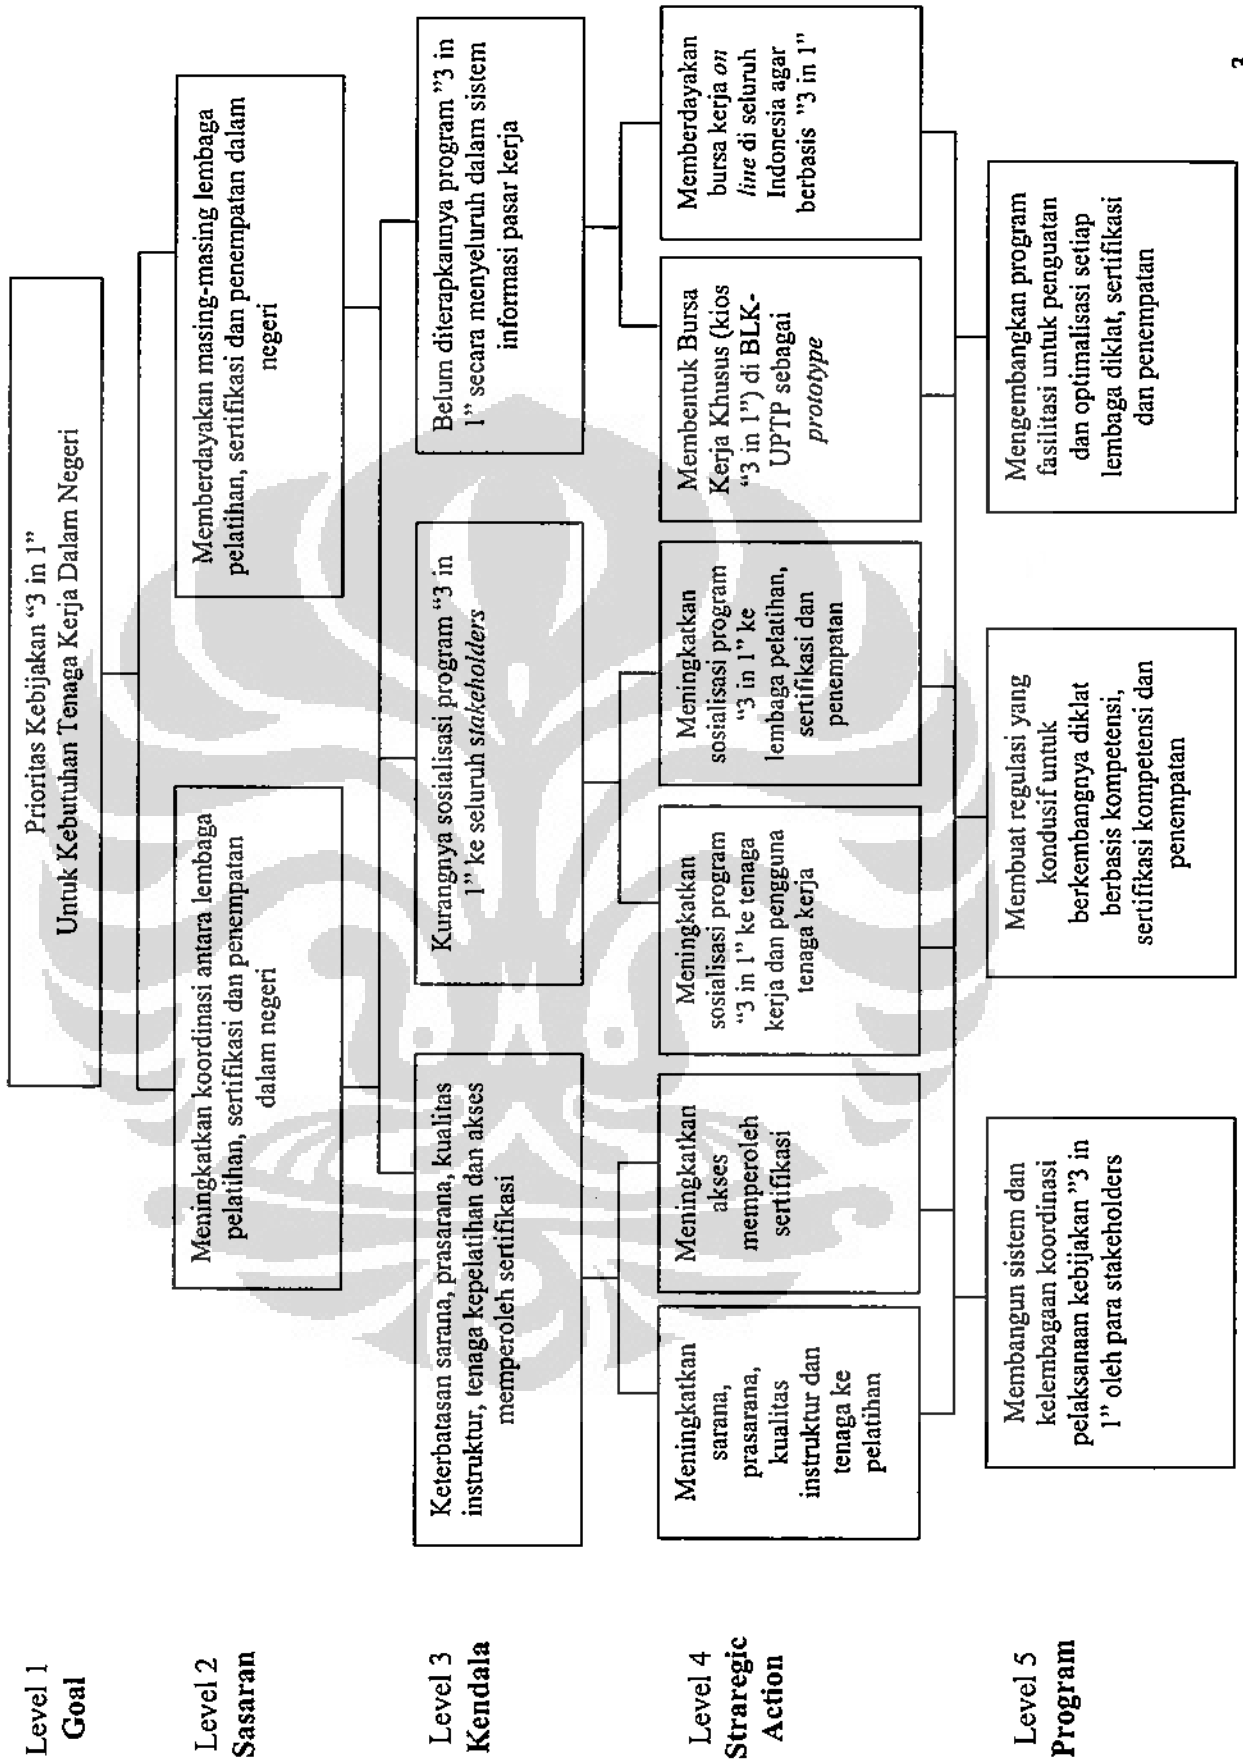 Level 1
Goal
Prioritas Kebijakan “3 in 1”
Untuk Kebutuhan Tenaga Kerja Dalam Negeri
Level 2
Sasaran
Meningkatkan koordinasi antara lembaga
pelatihan, sertifikasi dan penempatan
dalam negeri
Memberdayakan masing-masing lembaga
pelatihan, sertifikasi dan penempatan dalam
negeri
Level 3
Kendala
Keterbatasan sarana, prasarana, kualitas
instruktur, tenaga kepelatihan dan akses
memperoleh sertifikasi
Kurangnya sosialisasi program “3 in
1” ke seluruh stakeholders
Belum diterapkannya program ”3 in
1” secara menyeluruh dalam sistem
informasi pasar kerja
Level 4
Straregic
Action
Meningkatkan
sarana,
prasarana,
kualitas
instruktur dan
tenaga ke
pelatihan
Meningkatkan
akses
memperoleh
sertifikasi
Meningkatkan
sosialisasi program
“3 in 1” ke tenaga
kerja dan pengguna
tenaga kerja
Meningkatkan
sosialisasi program
“3 in 1” ke
lembaga pelatihan,
sertifikasi dan
penempatan
Membentuk Bursa
Kerja Khusus (kios
“3 in 1”) di BLK-
UPTP sebagai
prototype
Memberdayakan
bursa kerja on
line di seluruh
Indonesia agar
berbasis ”3 in 1”
Level 5
Program
Membangun sistem dan
kelembagaan koordinasi
pelaksanaan kebijakan ”3 in
1” oleh para stakeholders
Membuat regulasi yang
kondusif untuk
berkembangnya diklat
berbasis kompetensi,
sertifikasi kompetensi dan
penempatan
Mengembangkan program
fasilitasi untuk penguatan
dan optimalisasi setiap
lembaga diklat, sertifikasi
dan penempatan